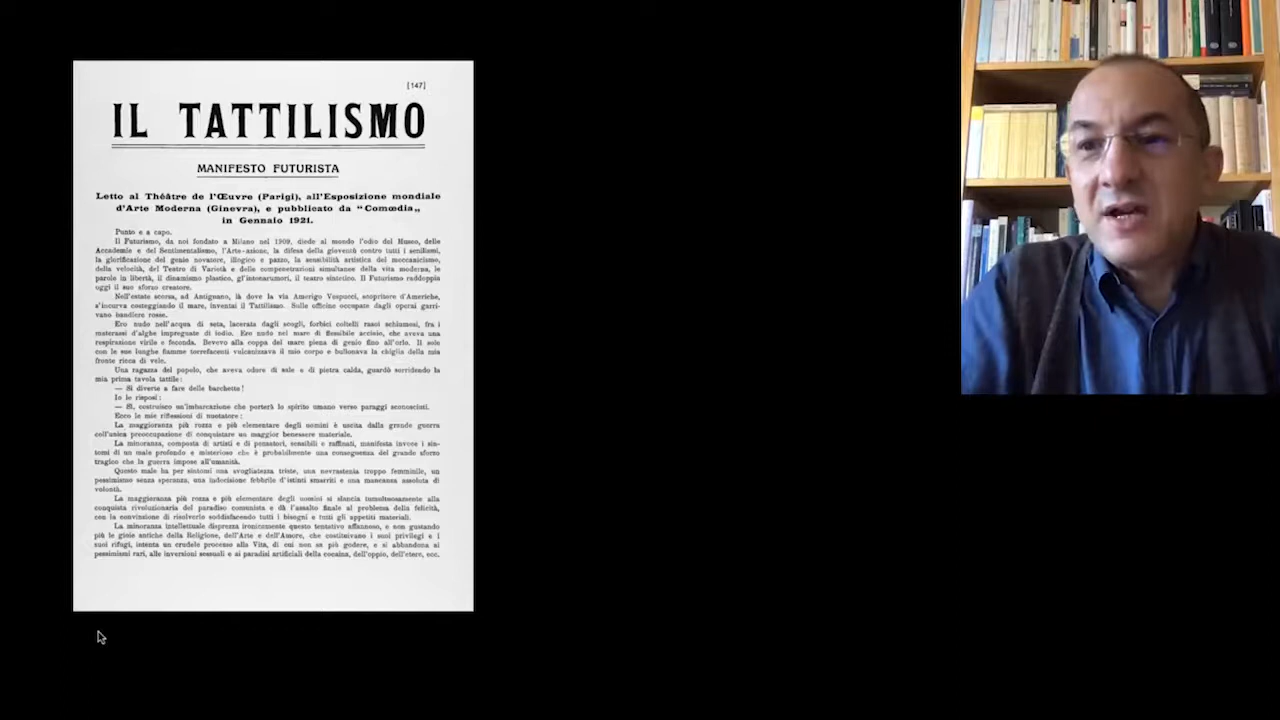 [147]
IL TATTILISMO
MANIFESTO FUTURISTA
Letto al Théâtre de l'Œuvre (Parigi), all'Esposizione mondiale
d'Arte Moderna (Ginevra), e pubblicato da “Comœdia„
in Gennaio 1921.
Punto e a capo.
Il Futurismo, da noi fondato a Milano nel 1909, diede al mondo l'odio del Museo, delle
Accademie e del Sentimentalismo, l'Arte-azione, la difesa della gioventù contro tutti i senilismi,
la glorificazione del genio novatore, illogico e pazzo, la sensibilità artistica del meccanicismo,
della velocità, del Teatro di Varietà e delle compenetrazioni simultanee della vita moderna, le
parole in libertà, il dinamismo plastico, gl'intonarumori, il teatro sintetico. Il Futurismo raddoppia
oggi il suo sforzo creatore.
Nell'estate scorsa, ad Antignano, là dove la via Amerigo Vespucci, scopritore d'Americhe,
s'incurva costeggiando il mare, inventai il Tattilismo. Sulle officine occupate dagli operai garri-
vano bandiere rosse.
Ero nudo nell'acqua di seta, lacerata dagli scogli, forbici coltelli rasoi schiumosi, fra i
materassi d'alghe impregnate di iodio. Ero nudo nel mare di flessibile acciaio, che aveva una
respirazione virile e feconda. Bevevo alla coppa del mare piena di genio fino all'orlo. Il sole
con le sue lunghe fiamme torrefacenti vulcanizzava il mio corpo e bullonava la chiglia della mia
fronte ricca di vele.
Una ragazza del popolo, che aveva odore di sale e di pietra calda, guardò sorridendo la
mia prima tavola tattile:
— Si diverte a fare delle barchette!
Io le risposi:
— Sì, costruisco un'imbarcazione che porterà lo spirito umano verso paraggi sconosciuti.
Ecco le mie riflessioni di nuotatore:
La maggioranza più rozza e più elementare degli uomini è uscita dalla grande guerra
coll'unica preoccupazione di conquistare un maggior benessere materiale.
La minoranza, composta di artisti e di pensatori, sensibili e raffinati, manifesta invece i sin-
tomi di un male profondo e misterioso che è probabilmente una conseguenza del grande sforzo
tragico che la guerra impose all'umanità.
Questo male ha per sintomi una svogliatezza triste, una nevrastenia troppo femminile, un
pessimismo senza speranza, una indecisione febbrile d'istinti smarriti e una mancanza assoluta di
volontà.
La maggioranza più rozza e più elementare degli uomini si slancia tumultuosamente alla
conquista rivoluzionaria del paradiso comunista e dà l'assalto finale al problema della felicità,
con la convinzione di risolverlo soddisfacendo tutti i bisogni e tutti gli appetiti materiali.
La minoranza intellettuale disprezza ironicamente questo tentativo affannoso, e non gustando
più le gioie antiche della Religione, dell'Arte e dell'Amore, che costituivano i suoi privilegi e i
suoi rifugi, intenta un crudele processo alla Vita, di cui non sa più godere, e si abbandona ai
pessimismi rari, alle inversioni sessuali e ai paradisi artificiali della cocaina, dell'oppio, dell'etere, ecc.